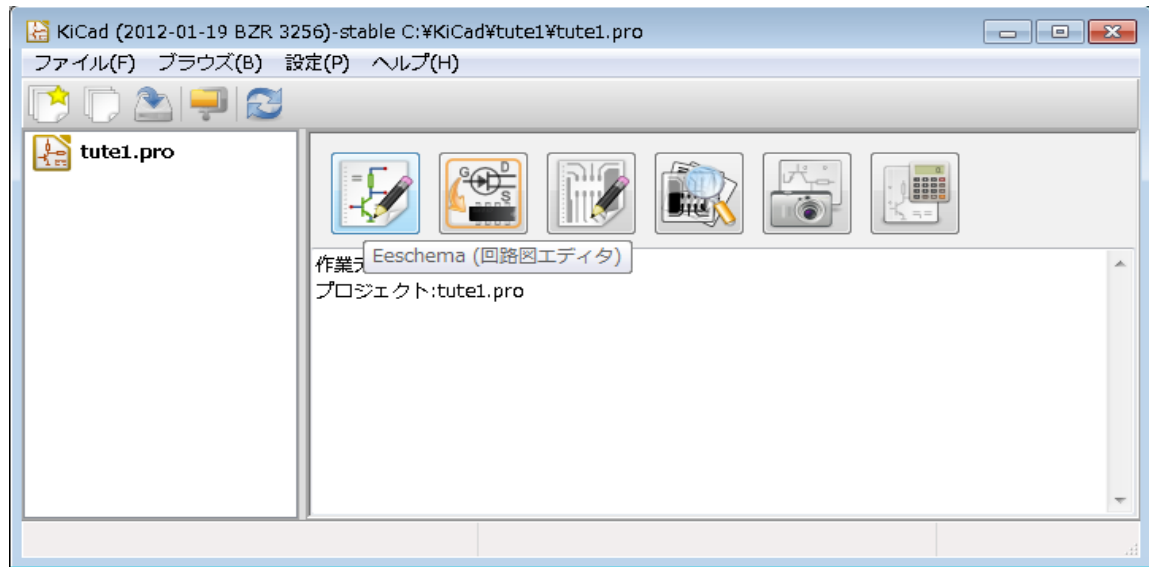 KiCad (2012-01-19 BZR 3256)-stable C:¥KiCad¥tute1¥tute1.pro
ファイル(F) ブラウズ(B) 設定(P) ヘルプ(H)
tute1.pro
Eeschema (回路図エディタ)
作業
プロジェクト:tute1.pro